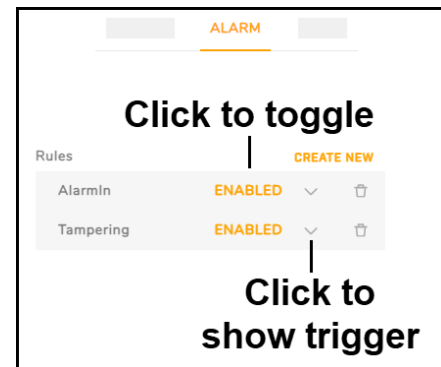 ALARM
Click to toggle
Rules CREATE NEW
AlarmIn ENABLED
Tampering ENABLED
Click to
show trigger